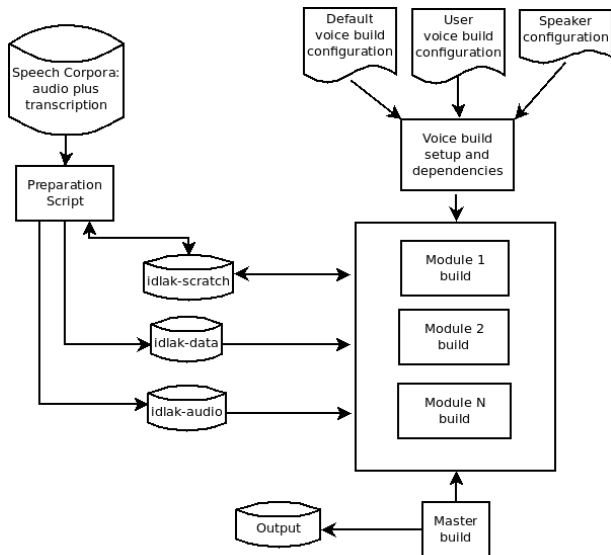 Default
voice build
configuration
User
voice build
configuration
Speaker
configuration
Speech Corpora:
audio plus
transcription
Voice build
setup and
dependencies
Preparation
Script
Module 1
build
idlak-scratch
Module 2
build
idlak-data
Module N
build
idlak-audio
Output
Master
build